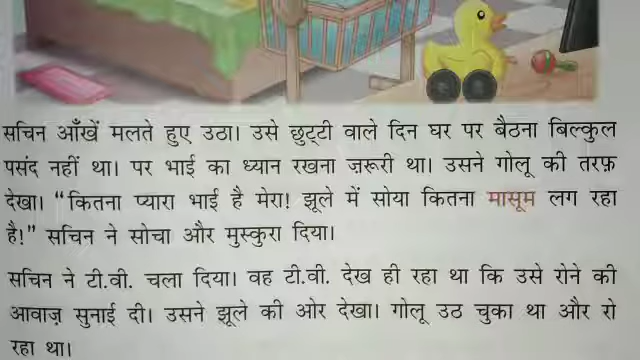 सचिन आँखें मलते हुए उठा। उसे छुट्टी वाले दिन घर पर बैठना बिल्कुल
पसंद नहीं था। पर भाई का ध्यान रखना ज़रूरी था। उसने गोलू की तरफ़
देखा। “कितना प्यारा भाई है मेरा! झूले में सोया कितना मासूम लग रहा
है!” सचिन ने सोचा और मुस्कुरा दिया।
सचिन ने टी.वी. चला दिया। वह टी.वी. देख ही रहा था कि उसे रोने की
आवाज़ सुनाई दी। उसने झूले की ओर देखा। गोलू उठ चुका था और रो
रहा था।